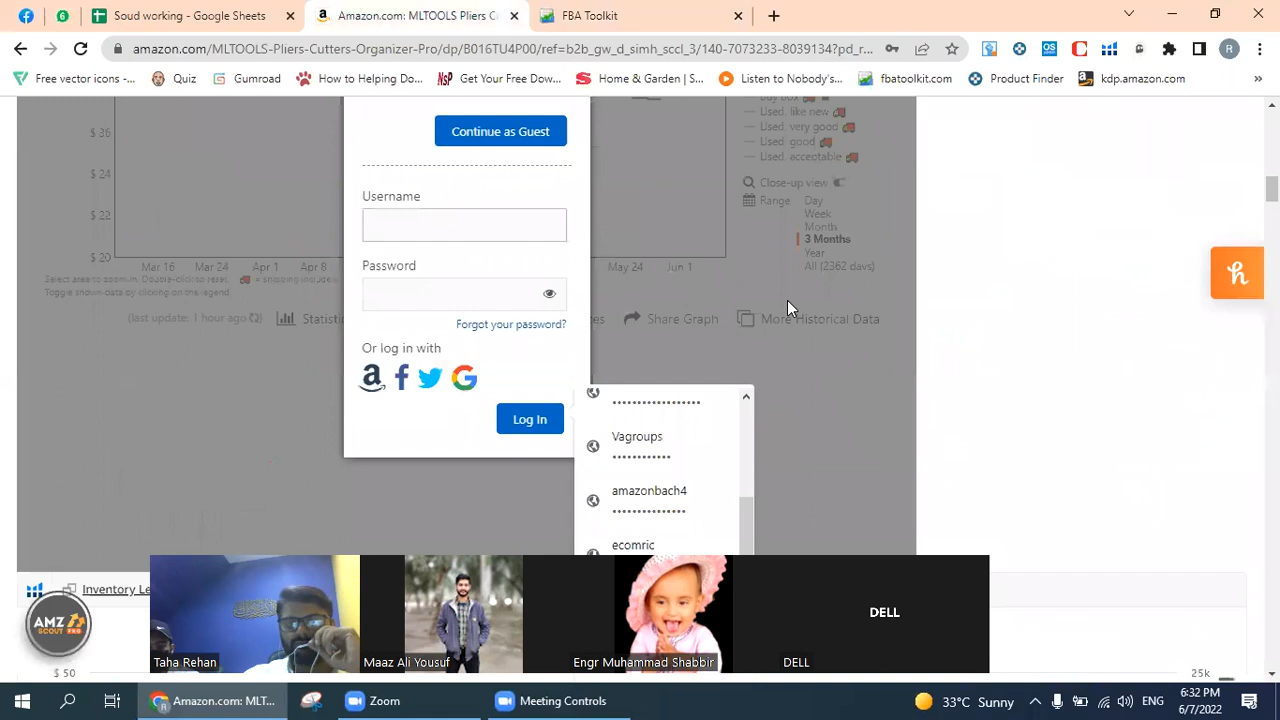 Soud working - Google Sheets
Amazon.com: MLTOOLS Pliers C
FBA Toolkit
amazon.com/MLTOOLS-Pliers-Cutters-Organizer-Pro/dp/B016TU4P00/ref=b2b_gw_d_simh_sccl_3/140-7073233-8039134?pd_r...
R
Free vector icons -...
Quiz
Gumroad
How to Helping Do...
Get Your Free Dow...
Home & Garden | S...
Listen to Nobody's...
fbatoolkit.com
Product Finder
kdp.amazon.com
»
Continue as Guest
Username
Password
Forgot your password?
Or log in with
Log In
$ 36
$ 24
$ 22
$ 20
Mar 16
Mar 24
Apr 1
Apr 8
May 24
Jun 1
Buy box
Used, like new
Used, very good
Used, good
Used, acceptable
Close-up view
Range
Day
Week
Month
3 Months
Year
All (2362 days)
(last update: 1 hour ago
Statisti
Share Graph
More Historical Data
Vagroups
amazonbach4
ecomric
Inventory Le
AMZ
SCOUT PRO
$ 50
25k
Taha Rehan
Maaz Ali Yousuf
Engr Muhammad Shabbir
DELL
DELL
Amazon.com: MLT...
Zoom
Meeting Controls
33°C Sunny
ENG
6:32 PM
6/7/2022